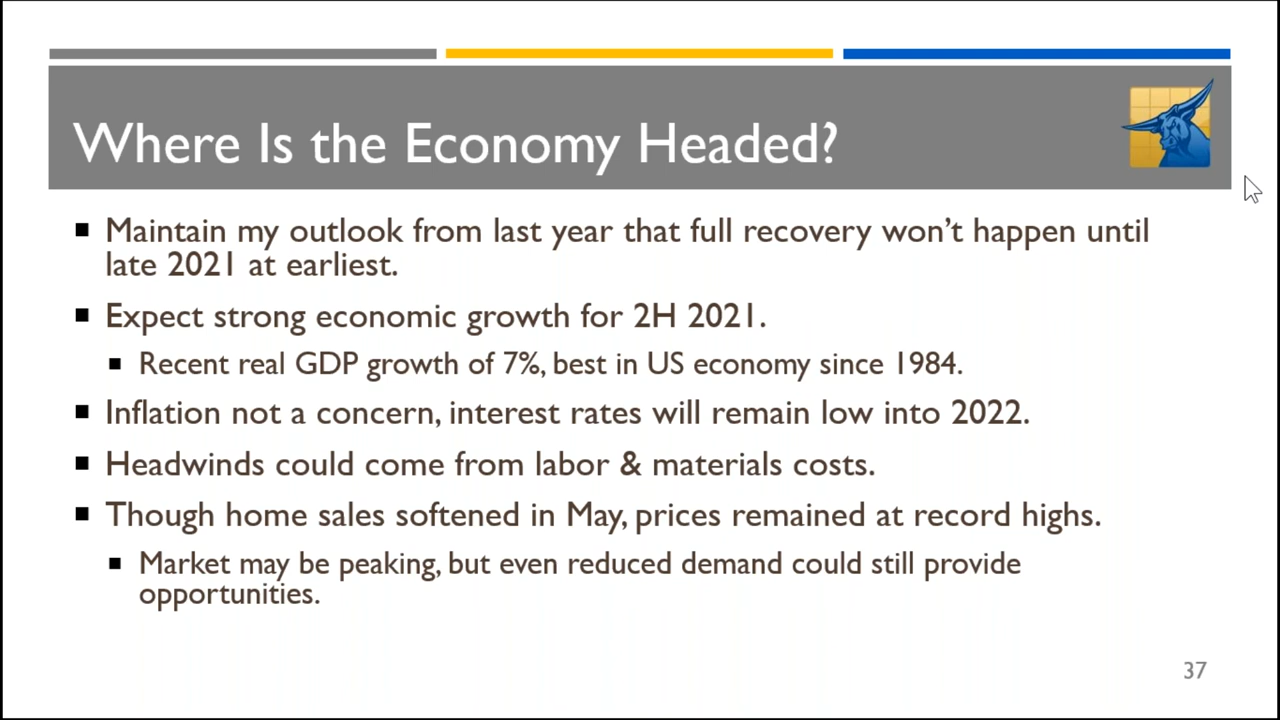 Where Is the Economy Headed?
Maintain my outlook from last year that full recovery won't happen until
late 2021 at earliest.
Expect strong economic growth for 2H 2021.
Recent real GDP growth of 7%, best in US economy since 1984.
Inflation not a concern, interest rates will remain low into 2022.
Headwinds could come from labor & materials costs.
Though home sales softened in May, prices remained at record highs.
Market may be peaking, but even reduced demand could still provide
opportunities.
37